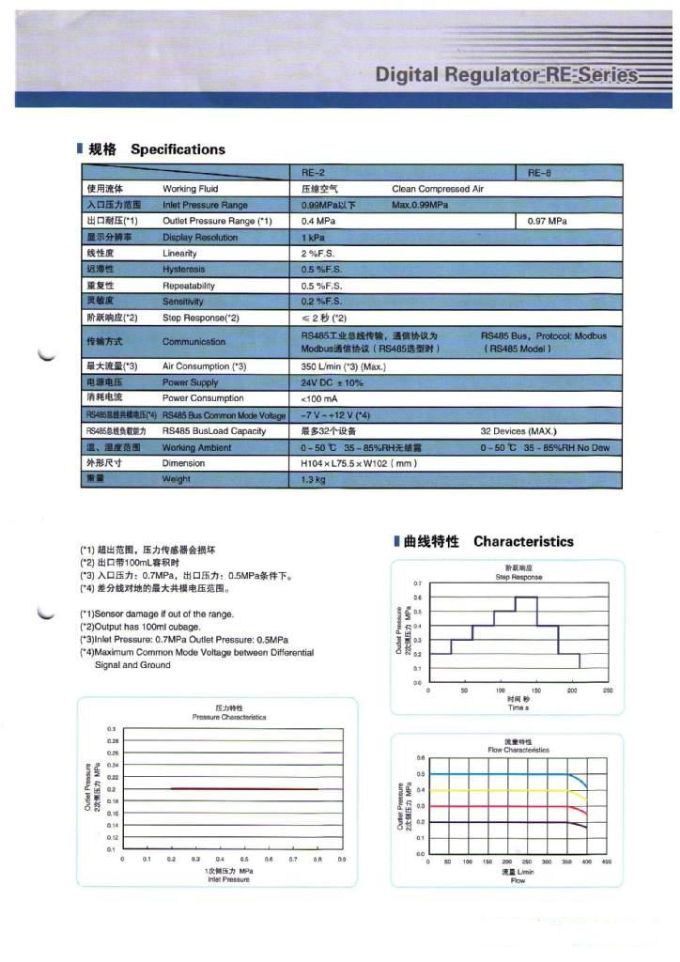 Digital Regulator-RE-Series
规格 Specifications
RE-2 RE-8
使用流体 Working Fluid 压缩空气 Clean Compressed Air
入口压力范围 Inlet Pressure Range 0.99MPa以下 Max.0.99MPa
出口耐压(*1) Outlet Pressure Range (*1) 0.4 MPa 0.97 MPa
显示分辨率 Display Resolution 1 kPa
线性度 Linearity 2 %F.S.
迟滞性 Hysteresis 0.5 %F.S.
重复性 Repeatability 0.5 %F.S.
灵敏度 Sensitivity 0.2 %F.S.
阶跃响应(*2) Step Response(*2) ≤ 2 秒 (*2)
传输方式 Communication RS485工业总线传输，通信协议为 RS485 Bus, Protocol: Modbus
Modbus通信协议（RS485选型时） ( RS485 Model )
最大流量(*3) Air Consumption (*3) 350 L/min (*3) (Max.)
电源电压 Power Supply 24V DC ± 10%
消耗电流 Power Consumption <100 mA
RS485总线共模电压(*4) RS485 Bus Common Mode Voltage -7 V ~ +12 V (*4)
RS485总线负载能力 RS485 BusLoad Capacity 最多32个设备 32 Devices (MAX.)
温、湿度范围 Working Ambient 0~50 ℃ 35~85%RH无结露 0~50 ℃ 35~85%RH No Dew
外形尺寸 Dimension H104×L75.5×W102 ( mm )
重量 Weight 1.3 kg
(*1) 超出范围，压力传感器会损坏
(*2) 出口带100mL容积时
(*3) 入口压力：0.7MPa，出口压力：0.5MPa条件下。
(*4) 差分线对地的最大共模电压范围。
(*1)Sensor damage if out of the range.
(*2)Output has 100ml cubage.
(*3)Inlet Pressure: 0.7MPa Outlet Pressure: 0.5MPa
(*4)Maximum Common Mode Voltage between Differential
Signal and Ground
曲线特性 Characteristics
阶跃响应
Step Response
Outlet Pressure
2次侧压力 MPa
0.7
0.6
0.5
0.4
0.3
0.2
0.1
0.0
0 50 100 150 200 250
时间 秒
Time s
压力特性
Pressure Characteristics
Outlet Pressure
2次侧压力 MPa
0.3
0.28
0.26
0.24
0.22
0.2
0.18
0.16
0.14
0.12
0.1
0 0.1 0.2 0.3 0.4 0.5 0.6 0.7 0.8 0.9
1次侧压力 MPa
Inlet Pressure
流量特性
Flow Characteristics
Outlet Pressure
2次侧压力 MPa
0.6
0.5
0.4
0.3
0.2
0.1
0.0
0 50 100 150 200 250 300 350 400 450
流量 L/min
Flow